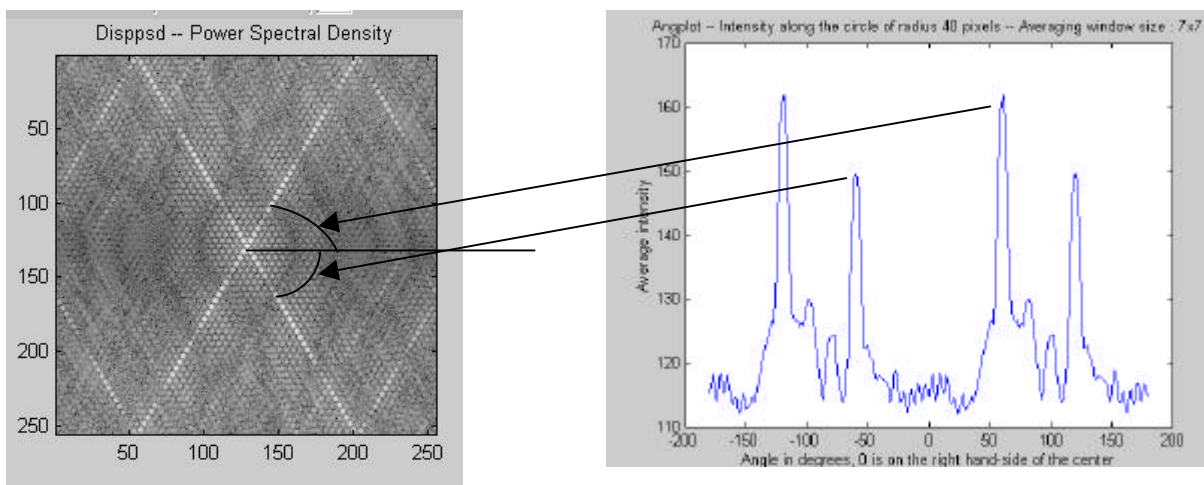 Disppsd -- Power Spectral Density
50
100
150
200
250
50 100 150 200 250
Angplot -- Intensity along the circle of radius 40 pixels -- Averaging window size : 7x7
170
160
150
140
130
120
110
Average intensity
-200 -150 -100 -50 0 50 100 150 200
Angle in degrees, 0 is on the right hand-side of the center